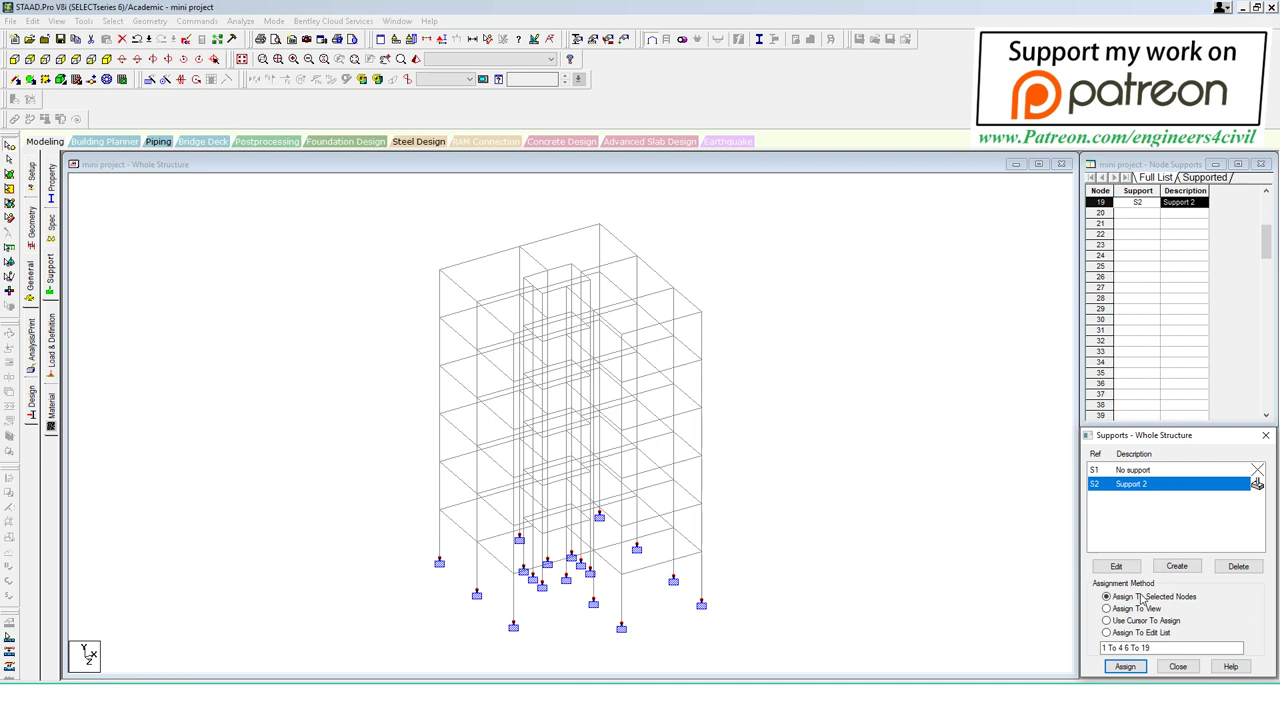 STAAD.Pro V8i (SELECTseries 6)/Academic - mini project
File Edit View Tools Select Geometry Commands Analyze Mode Bentley Cloud Services Window Help
Support my work on
patreon
www.Patreon.com/engineers4civil
Modeling Building Planner Piping Bridge Deck Postprocessing Foundation Design Steel Design RAM Connection Concrete Design Advanced Slab Design Earthquake
Setup
Geometry
General
Analysis/Print
Design
Property
Spec
Support
Load & Definition
Material
mini project - Whole Structure
Y
X
Z
mini project - Node Supports
Full List Supported
Node Support Description
19 S2 Support 2
20
21
22
23
24
25
26
27
28
29
30
31
32
33
34
35
36
37
38
39
Supports - Whole Structure
Ref Description
S1 No support
S2 Support 2
Edit Create Delete
Assignment Method
Assign To Selected Nodes
Assign To View
Use Cursor To Assign
Assign To Edit List
1 To 4 6 To 19
Assign Close Help